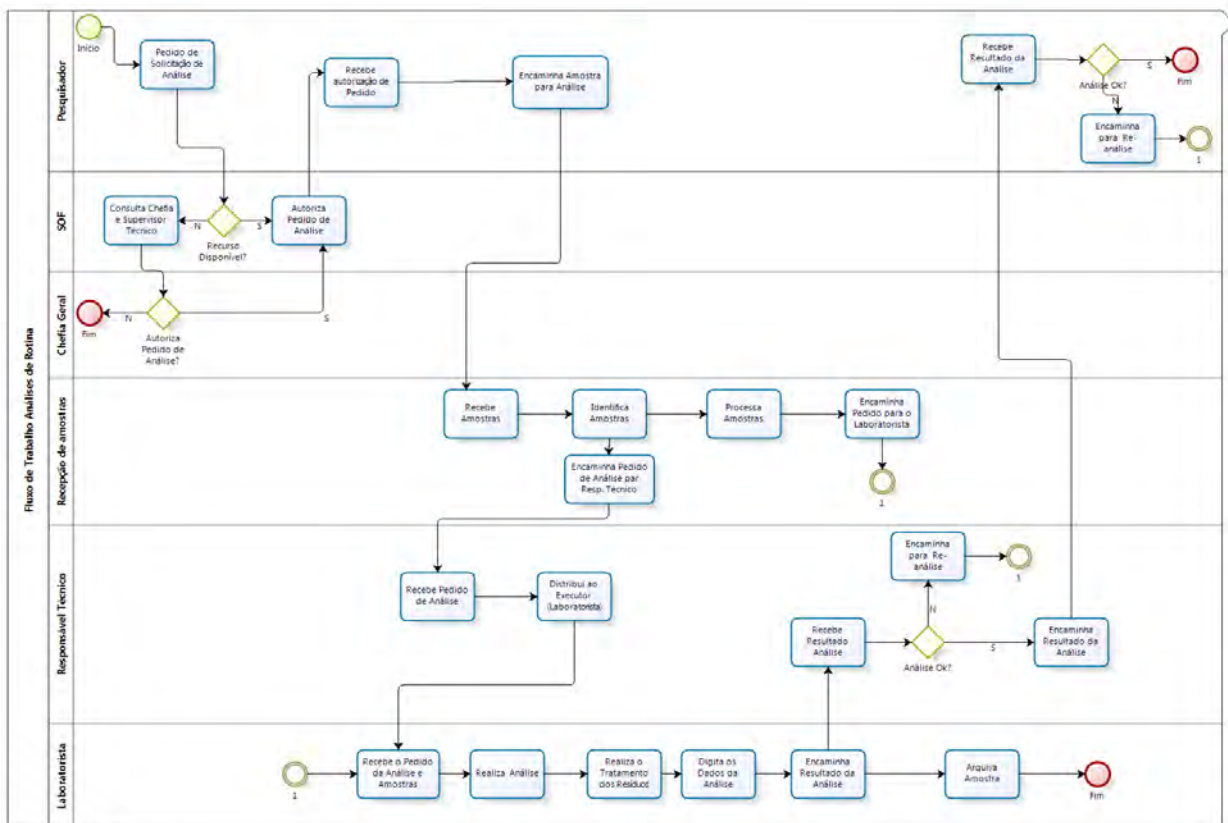 Fluxo de Trabalho Análises de Rotina
Pesquisador
Início
Pedido de
Solicitação de
Análise
Recebe
autorização de
Pedido
Encaminha Amostra
para Análise
Recebe
Resultado da
Análise
Análise Ok?
S
Fim
N
Encaminha
para Re-
análise
1
SOF
Consulta Chefia
e Supervisor
Técnico
N
Recurso
Disponível?
S
Autoriza
Pedido de
Análise
Chefia Geral
Fim
N
Autoriza
Pedido de
Análise?
S
Recepção de amostras
Recebe
Amostras
Identifica
Amostras
Processa
Amostras
Encaminha
Pedido para o
Laboratorista
1
Encaminha Pedido
de Análise par
Resp. Técnico
Responsável Técnico
Recebe Pedido
de Análise
Distribui ao
Executor
(Laboratorista)
Recebe
Resultado
Análise
Análise Ok?
N
Encaminha
para Re-
análise
1
S
Encaminha
Resultado da
Análise
Laboratorista
1
Recebe o Pedido
da Análise e
Amostras
Realiza Análise
Realiza o
Tratamento
dos Resíduos
Digita os
Dados da
Análise
Encaminha
Resultado da
Análise
Arquiva
Amostra
Fim